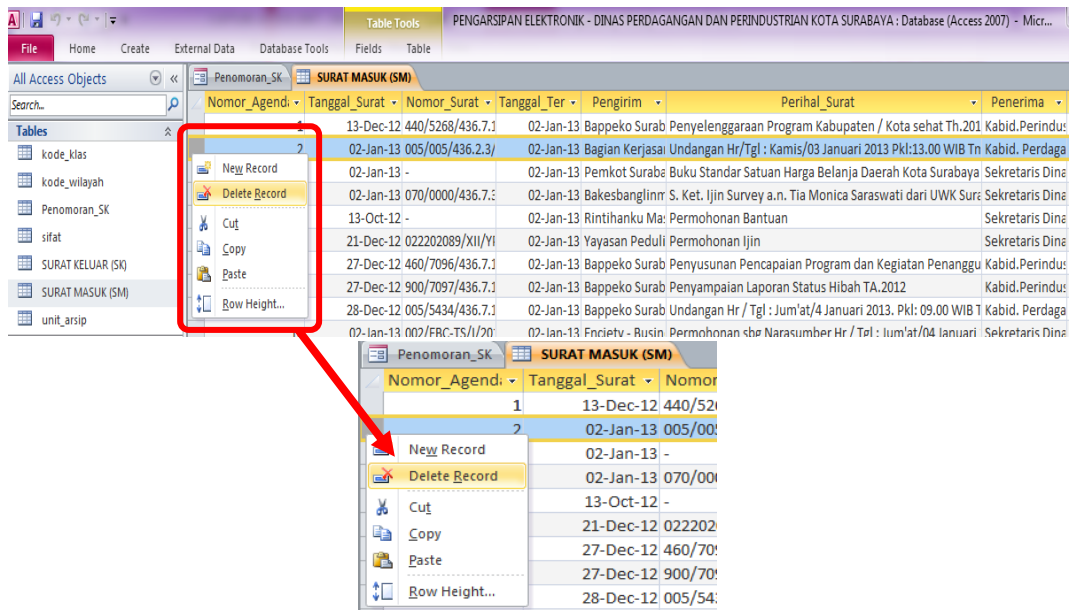 Table Tools PENGARSIPAN ELEKTRONIK - DINAS PERDAGANGAN DAN PERINDUSTRIAN KOTA SURABAYA : Database (Access 2007) - Micr...
File Home Create External Data Database Tools Fields Table
All Access Objects
Search...
Tables
kode_klas
kode_wilayah
Penomoran_SK
sifat
SURAT KELUAR (SK)
SURAT MASUK (SM)
unit_arsip
Penomoran_SK SURAT MASUK (SM)
Nomor_Agend Tanggal_Surat Nomor_Surat Tanggal_Ter Pengirim Perihal_Surat Penerima
1 13-Dec-12 440/5268/436.7.1 02-Jan-13 Bappeko Surab Penyelenggaraan Program Kabupaten / Kota sehat Th.201 Kabid.Perindus
2 02-Jan-13 005/005/436.2.3/ 02-Jan-13 Bagian Kerjasa Undangan Hr/Tgl : Kamis/03 Januari 2013 Pkl:13.00 WIB Tn Kabid. Perdaga
02-Jan-13 - 02-Jan-13 Pemkot Suraba Buku Standar Satuan Harga Belanja Daerah Kota Surabaya Sekretaris Dina
02-Jan-13 070/0000/436.7.3 02-Jan-13 Bakesbanglinm S. Ket. Ijin Survey a.n. Tia Monica Saraswati dari UWK Sura Sekretaris Dina
13-Oct-12 - 02-Jan-13 Rintihanku Ma Permohonan Bantuan Sekretaris Dina
21-Dec-12 022202089/XII/YI 02-Jan-13 Yayasan Peduli Permohonan Ijin Sekretaris Dina
27-Dec-12 460/7096/436.7.1 02-Jan-13 Bappeko Surab Penyusunan Pencapaian Program dan Kegiatan Penanggu Kabid.Perindus
27-Dec-12 900/7097/436.7.1 02-Jan-13 Bappeko Surab Penyampaian Laporan Status Hibah TA.2012 Kabid.Perindus
28-Dec-12 005/5434/436.7.1 02-Jan-13 Bappeko Surab Undangan Hr / Tgl : Jum'at/4 Januari 2013. Pkl: 09.00 WIB T Kabid. Perdaga
02-Jan-13 002/EBC-TS/I/20 02-Jan-13 Enciety - Busin Permohonan sbg Narasumber Hr / Tgl : Jum'at/04 Januari Sekretaris Dina
New Record
Delete Record
Cut
Copy
Paste
Row Height...
Penomoran_SK SURAT MASUK (SM)
Nomor_Agend Tanggal_Surat Nomor
1 13-Dec-12 440/52
2 02-Jan-13 005/00
02-Jan-13 -
02-Jan-13 070/00
13-Oct-12 -
21-Dec-12 022202
27-Dec-12 460/70
27-Dec-12 900/70
28-Dec-12 005/54
New Record
Delete Record
Cut
Copy
Paste
Row Height...